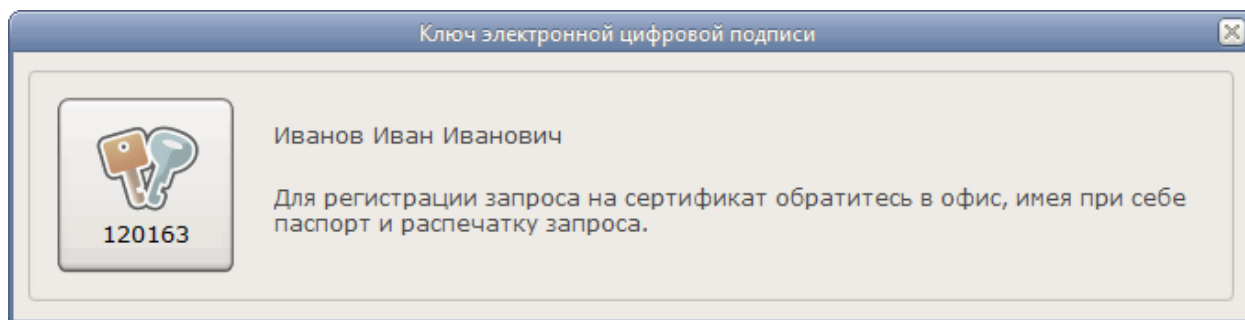 Ключ электронной цифровой подписи
Иванов Иван Иванович
Для регистрации запроса на сертификат обратитесь в офис, имея при себе
паспорт и распечатку запроса.
120163